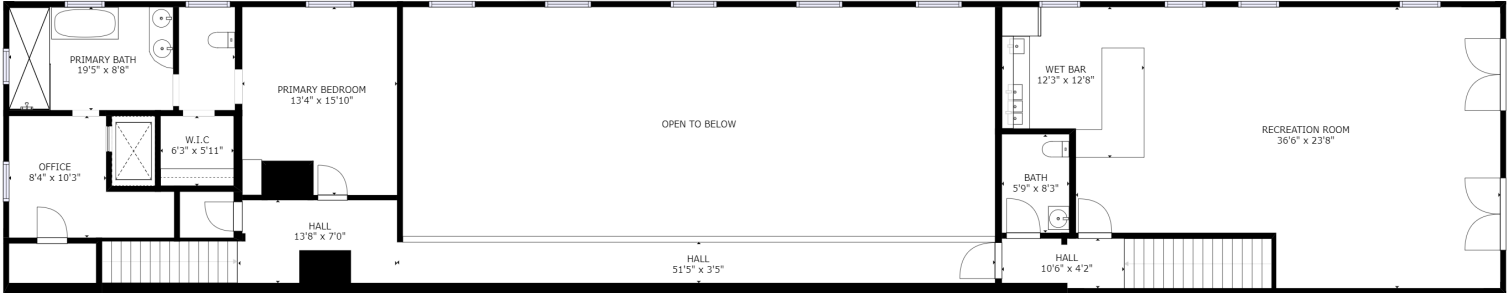 PRIMARY BATH
19'5" x 8'8"
PRIMARY BEDROOM
13'4" x 15'10"
W.I.C
6'3" x 5'11"
OFFICE
8'4" x 10'3"
HALL
13'8" x 7'0"
OPEN TO BELOW
HALL
51'5" x 3'5"
WET BAR
12'3" x 12'8"
RECREATION ROOM
36'6" x 23'8"
BATH
5'9" x 8'3"
HALL
10'6" x 4'2"